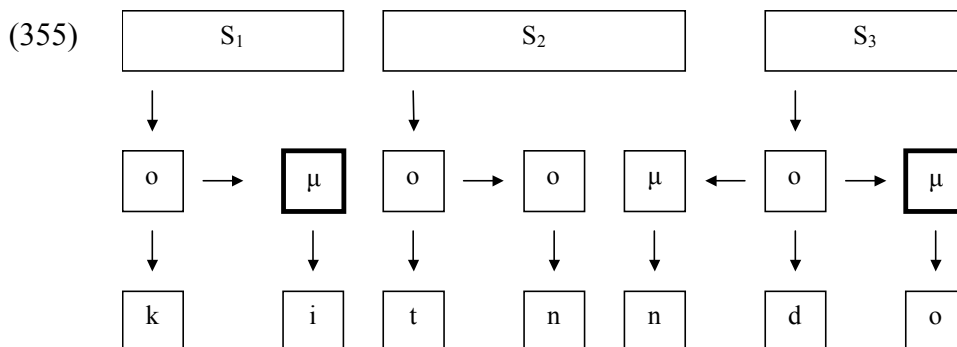 (355) S₁ S₂ S₃
o μ o o μ o μ
k i t n n d o